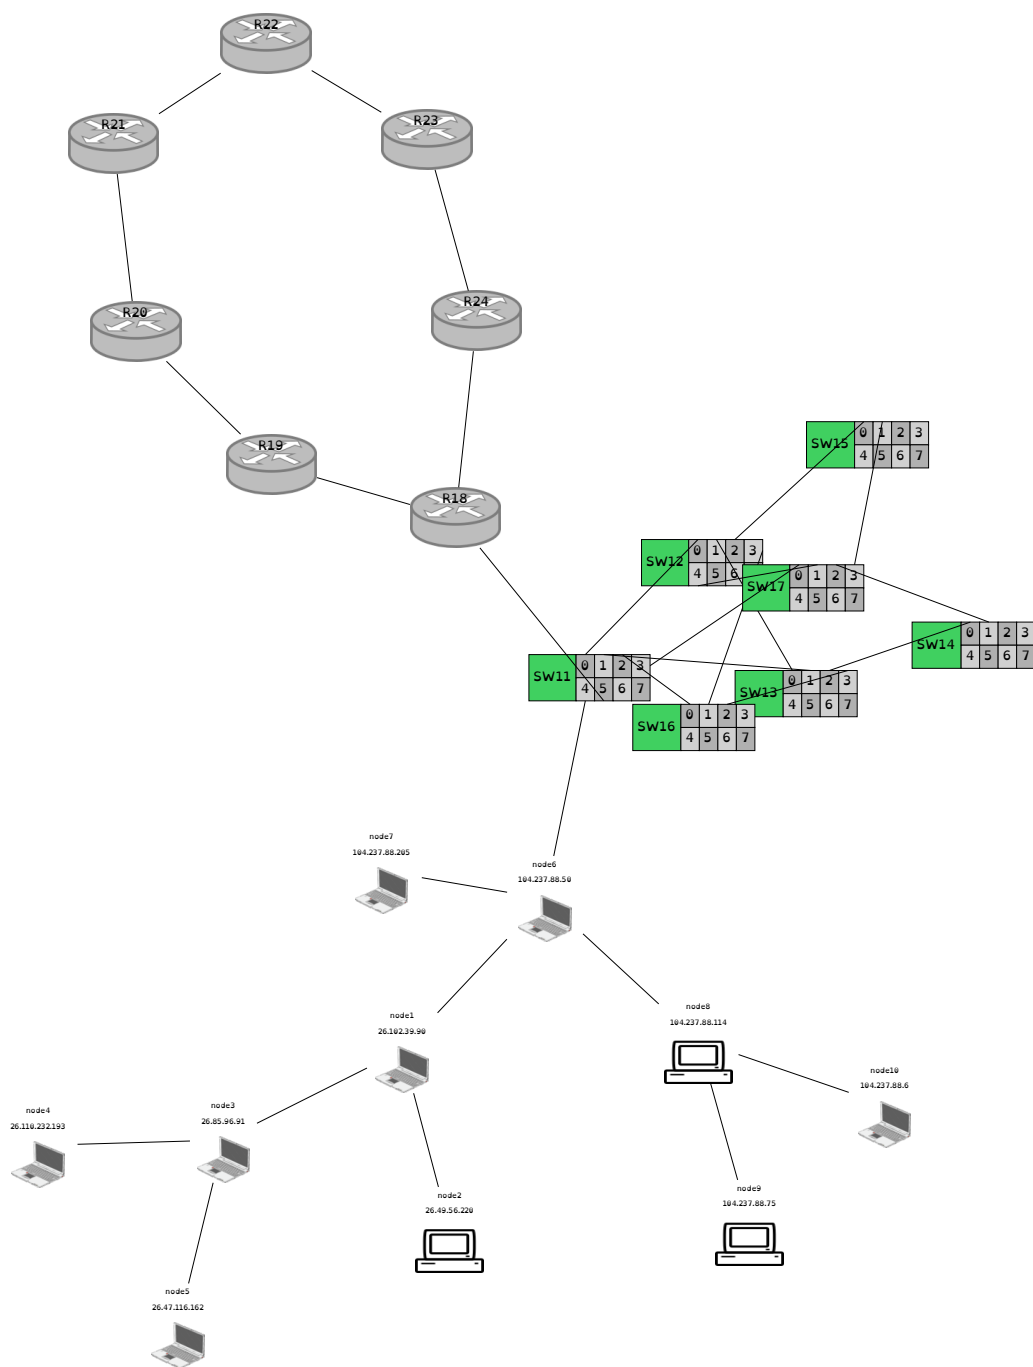 R22
R21
R23
R20
R24
R19
R18
SW15 0 1 2 3
4 5 6 7
SW12 0 1 2 3
4 5 6
SW17 0 1 2 3
4 5 6 7
SW14 0 1 2 3
4 5 6 7
SW11 0 1 2 3
4 5 6 7
SW13 0 1 2 3
4 5 6 7
SW16 0 1 2 3
4 5 6 7
node7
104.237.88.205
node6
104.237.88.50
node8
104.237.88.114
node1
26.102.39.90
node10
104.237.88.6
node3
26.85.96.91
node4
26.110.232.193
node9
104.237.88.75
node2
26.49.56.220
node5
26.47.116.162